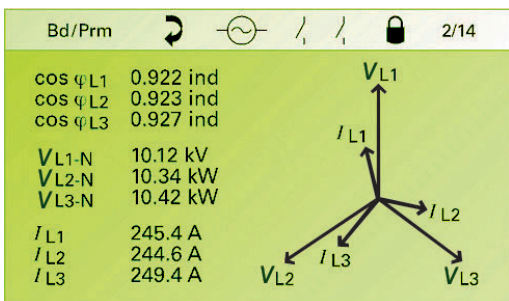 Bd/Prm 2/14
cos φL1 0.922 ind
cos φL2 0.923 ind
cos φL3 0.927 ind
VL1-N 10.12 kV
VL2-N 10.34 kW
VL3-N 10.42 kW
IL1 245.4 A
IL2 244.6 A
IL3 249.4 A
VL1
IL1
IL2
IL3
VL2
VL3